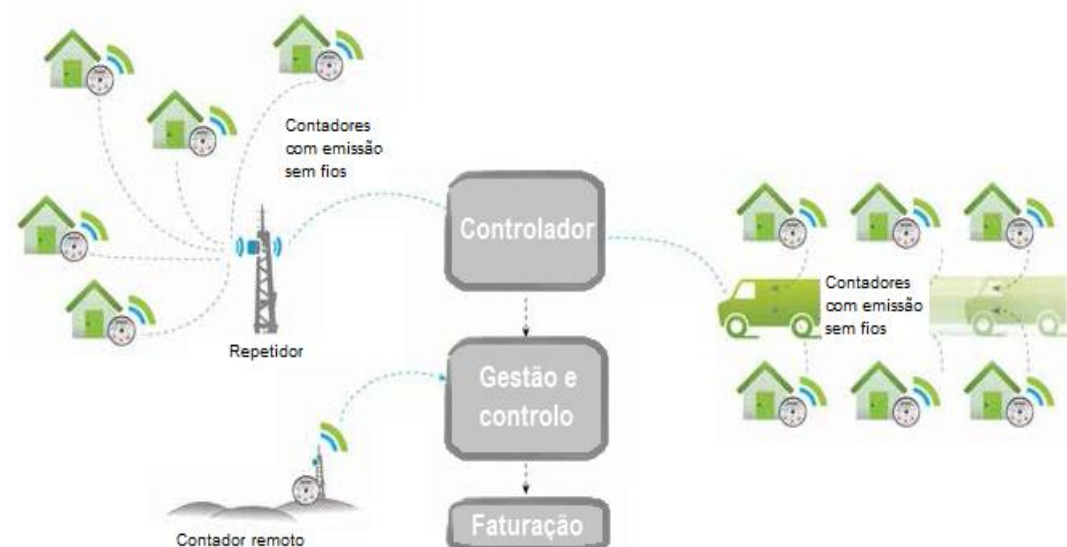 Contadores
com emissão
sem fios
Controlador
Contadores
com emissão
sem fios
Repetidor
Gestão e
controlo
Faturação
Contador remoto